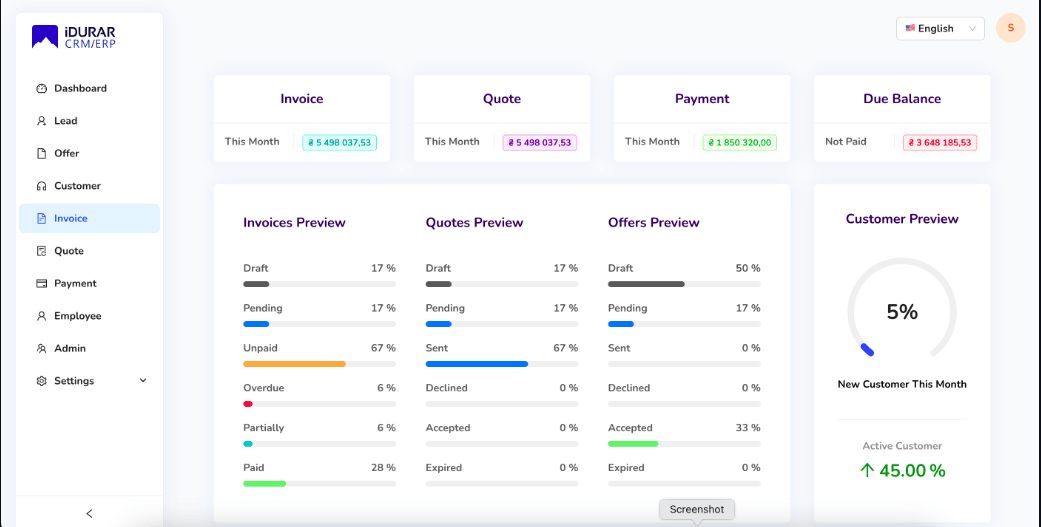 iDURAR
CRM/ERP
English
S
Dashboard
Lead
Offer
Customer
Invoice
Quote
Payment
Employee
Admin
Settings
Invoice
This Month
₴ 5 498 037,53
Quote
This Month
₴ 5 498 037,53
Payment
This Month
₴ 1 850 320,00
Due Balance
Not Paid
₴ 3 648 185,53
Invoices Preview
Draft 17 %
Pending 17 %
Unpaid 67 %
Overdue 6 %
Partially 6 %
Paid 28 %
Quotes Preview
Draft 17 %
Pending 17 %
Sent 67 %
Declined 0 %
Accepted 0 %
Expired 0 %
Offers Preview
Draft 50 %
Pending 17 %
Sent 0 %
Declined 0 %
Accepted 33 %
Expired 0 %
Customer Preview
5%
New Customer This Month
Active Customer
45.00 %
Screenshot